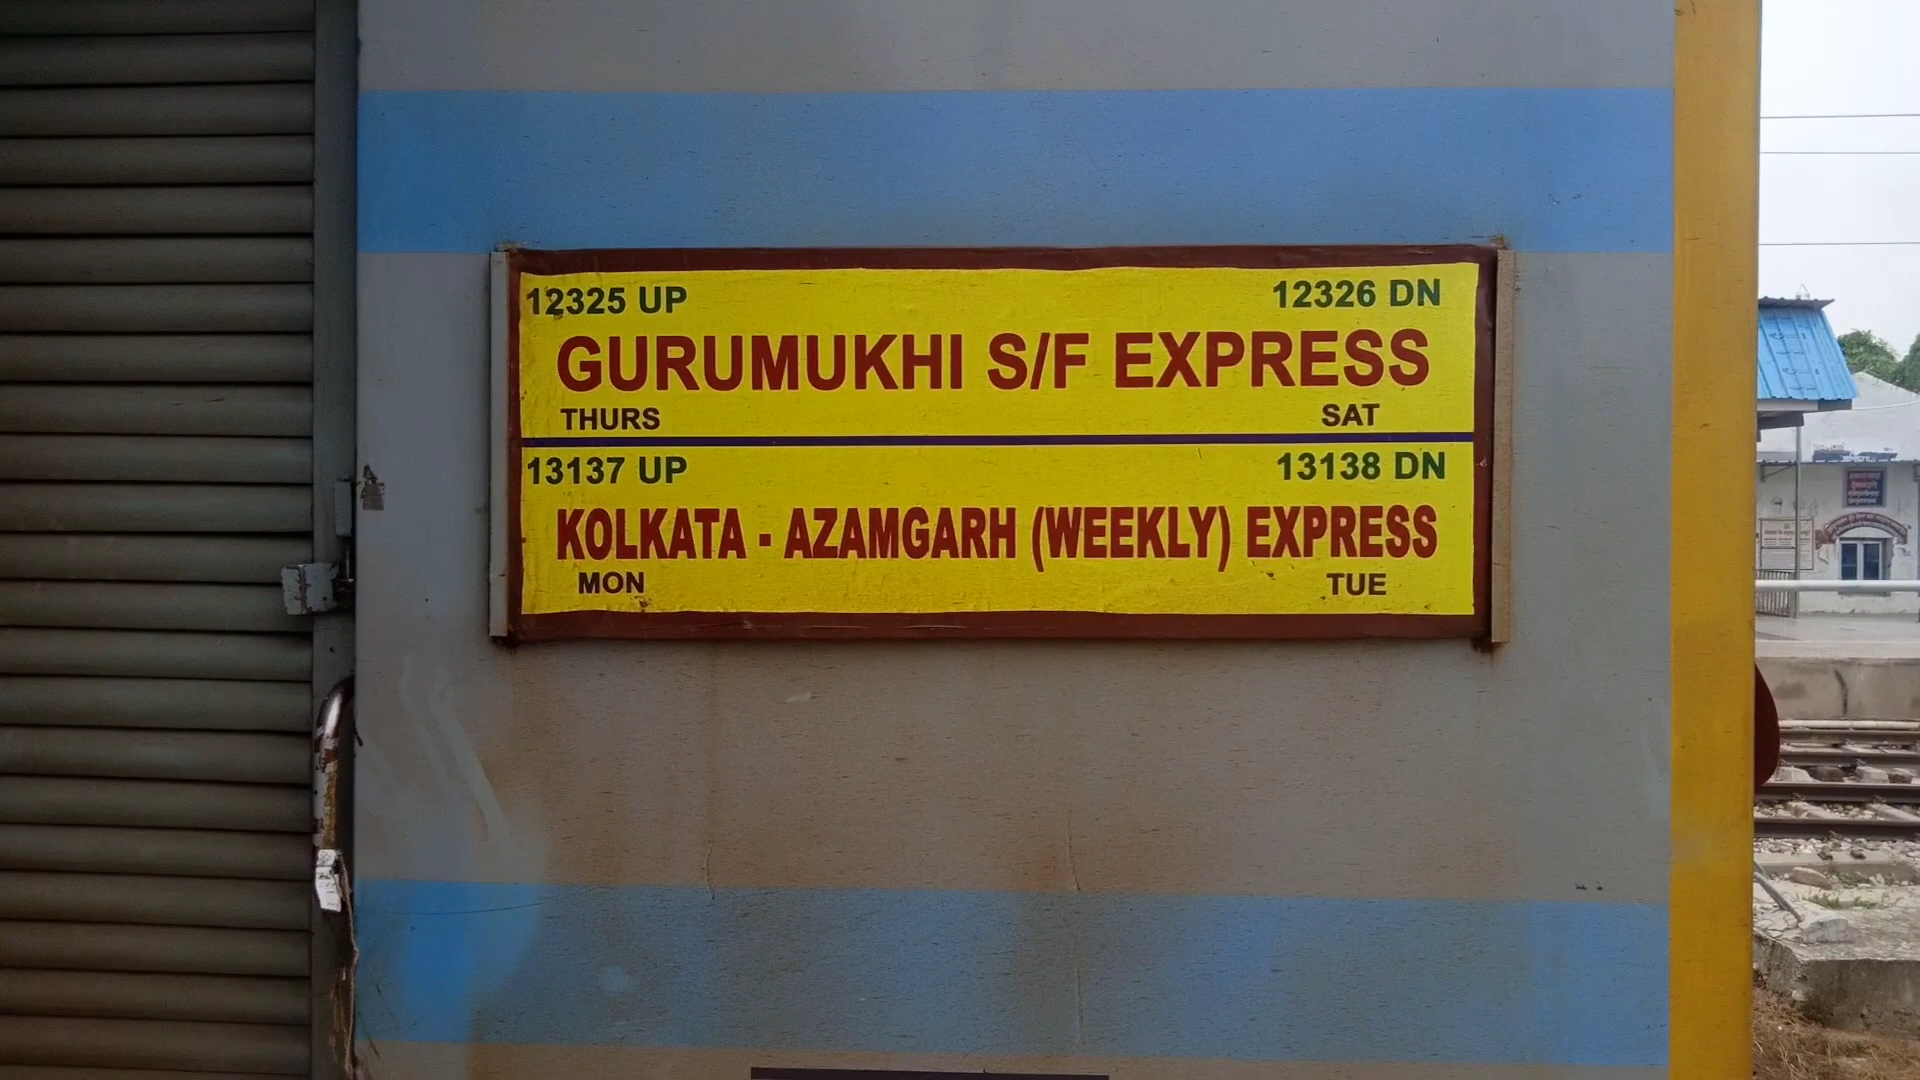 12325 UP 12326 DN
GURUMUKHI S/F EXPRESS
THURS SAT
13137 UP 13138 DN
KOLKATA - AZAMGARH (WEEKLY) EXPRESS
MON TUE